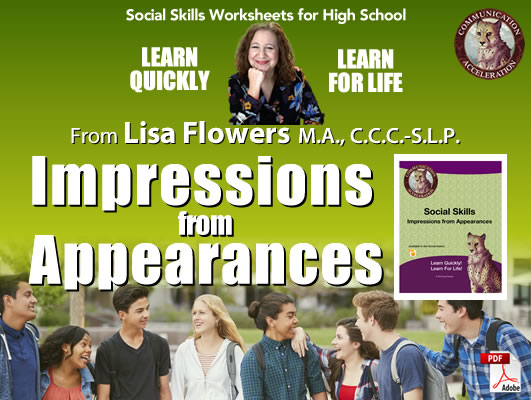 Social Skills Worksheets for High School
COMMUNICATION
ACCELERATION
LEARN
QUICKLY
LEARN
FOR LIFE
From Lisa Flowers M.A., C.C.C.-S.L.P.
Impressions
from
Appearances
Social Skills
Impressions from Appearances
Learn Quickly!
Learn For Life!
PDF
Adobe